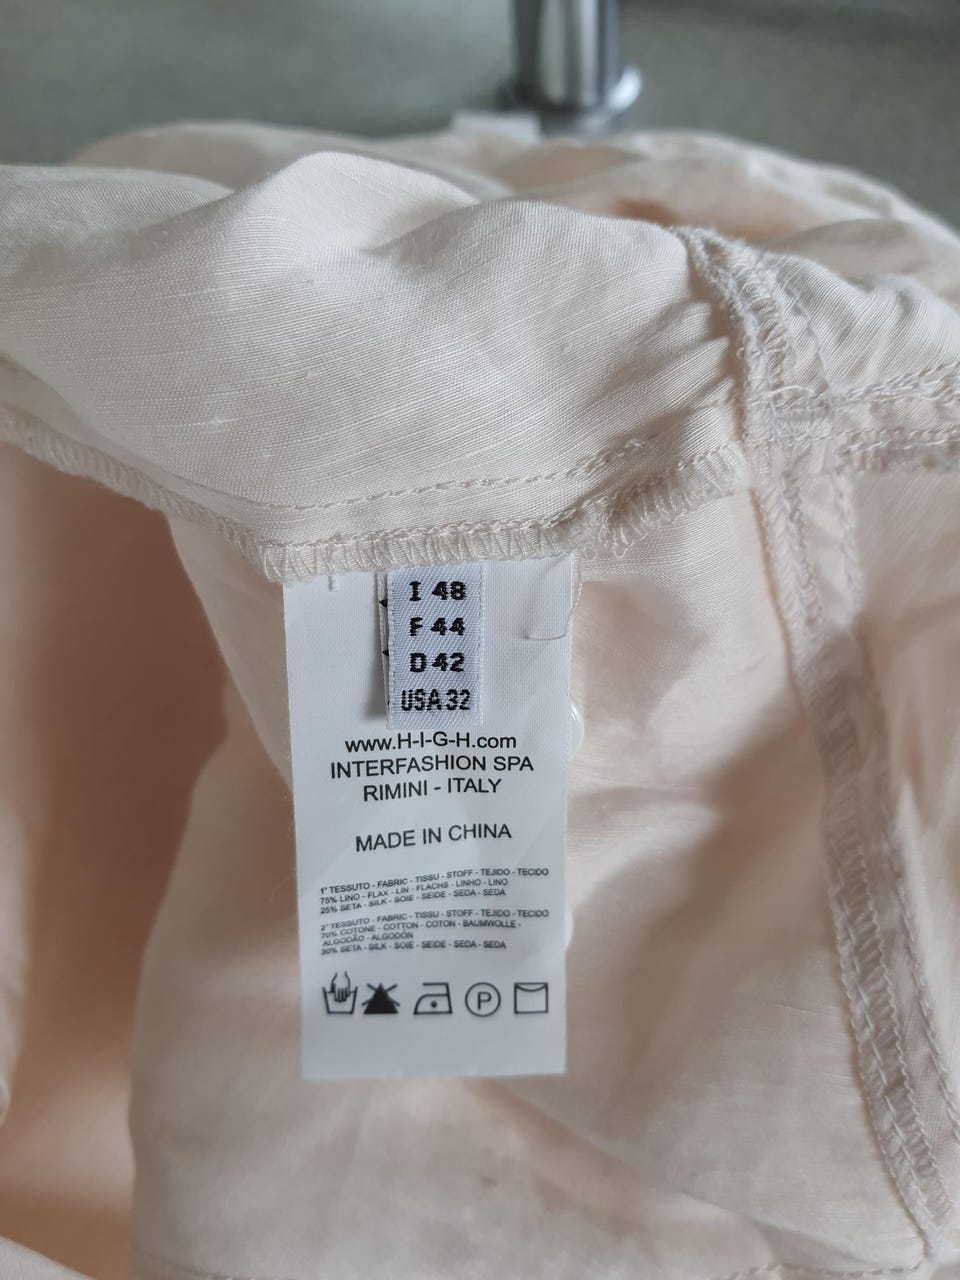 I 48
F 44
D 42
USA 32
www.H-I-G-H.com
INTERFASHION SPA
RIMINI - ITALY
MADE IN CHINA
1° TESSUTO - FABRIC - TISSU - STOFF - TEJIDO - TECIDO
75% LINO - FLAX - LIN - FLACHS - LINHO - LINO
25% SETA - SILK - SOIE - SEIDE - SEDA - SEDA
2° TESSUTO - FABRIC - TISSU - STOFF - TEJIDO - TECIDO
70% COTONE - COTTON - COTON - BAUMWOLLE -
ALGODÃO - ALGODÓN
30% SETA - SILK - SOIE - SEIDE - SEDA - SEDA
P